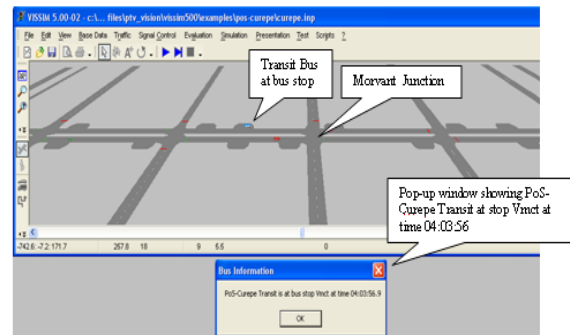 VISSIM 5.00-02 - c:\... files\ptv_vision\vissim500\examples\pos-curepe\curepe.inp
File Edit View Base Data Traffic Signal Control Evaluation Simulation Presentation Test Scripts ?
Transit Bus
at bus stop
Morvant Junction
Pop-up window showing PoS-
Curepe Transit at stop Vmct at
time 04:03:56
-742.6:-7.2:171.7 267.8 18 9 6.5 0
Bus Information
PoS-Curepe Transit is at bus stop Vmct at time 04:03:56.9
OK